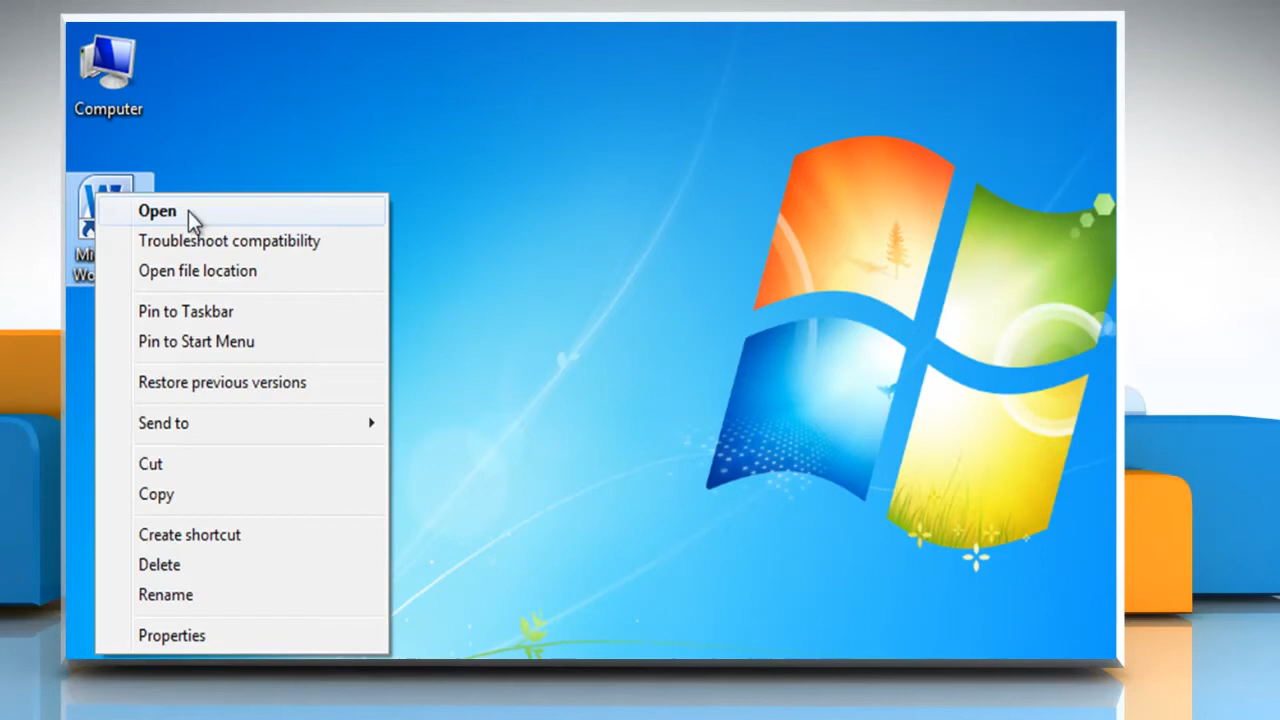 Computer
Open
Troubleshoot compatibility
Open file location
Pin to Taskbar
Pin to Start Menu
Restore previous versions
Send to
Cut
Copy
Create shortcut
Delete
Rename
Properties